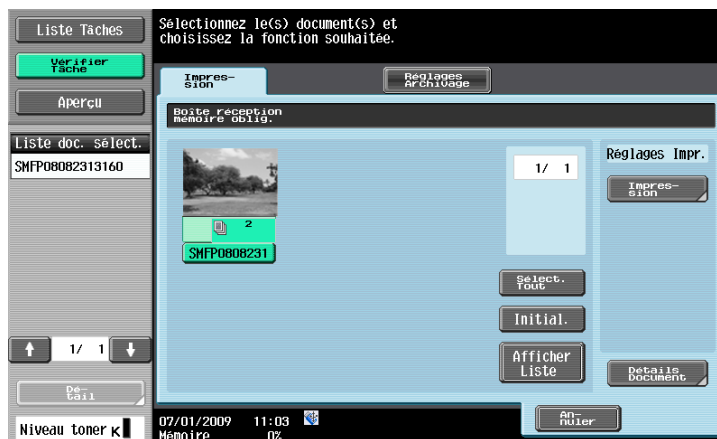 Liste Tâches
Vérifier
Tâche
Aperçu
Liste doc. sélect.
SMFP08082313160
1/ 1
Dé-
tail
Niveau toner K
Sélectionnez le(s) document(s) et
choisissez la fonction souhaitée.
Impres-
sion
Réglages
Archivage
Boîte réception
mémoire oblig.
2
SMFP0808231
1/ 1
Sélect.
Tout
Initial.
Afficher
Liste
Réglages Impr.
Impres-
sion
Détails
Document
An-
nuler
07/01/2009 11:03
Mémoire 0%